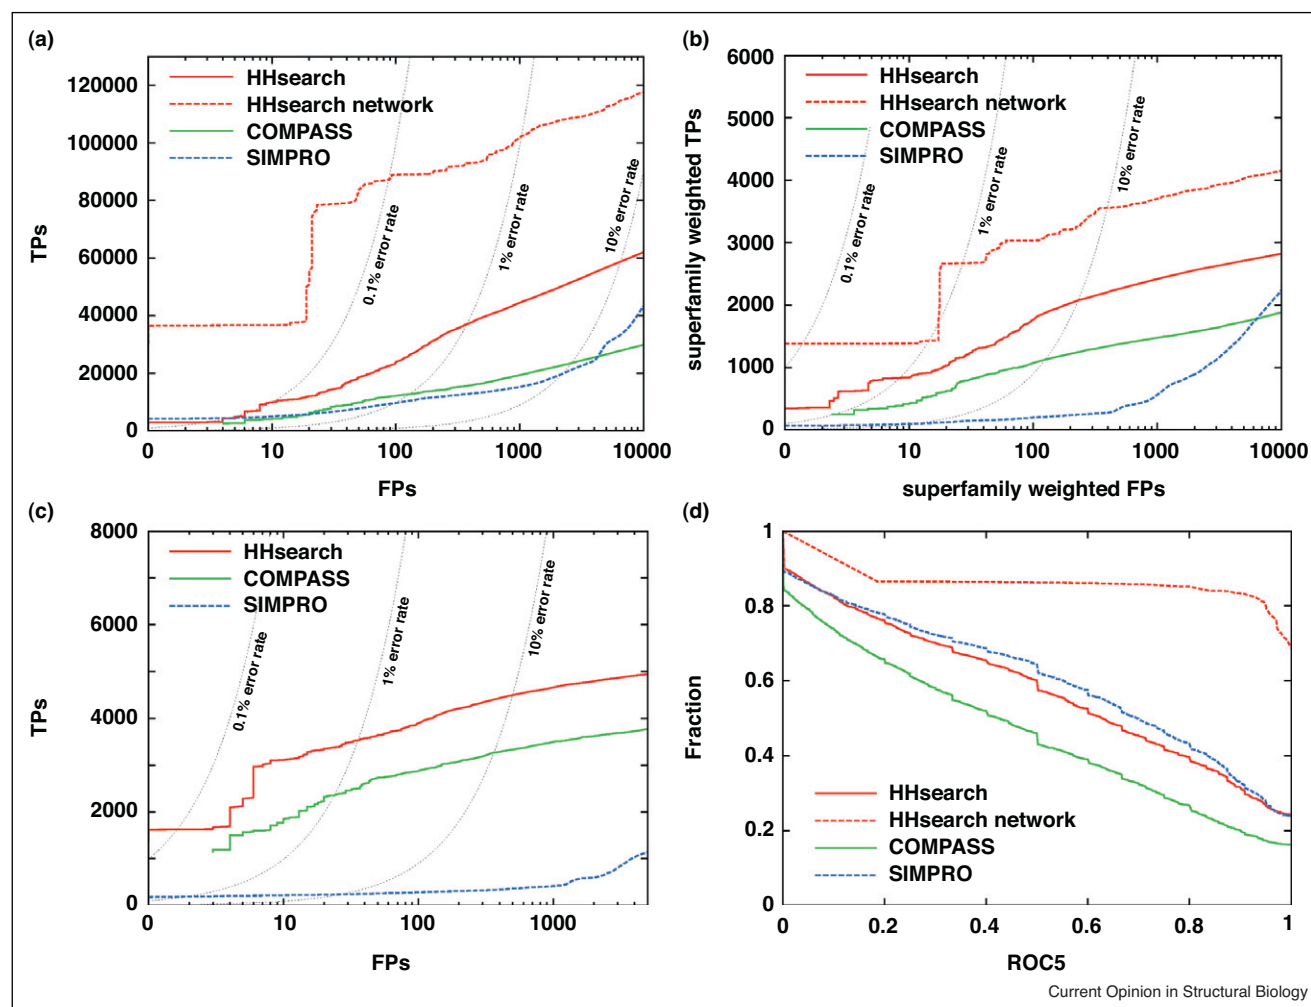 (a)
120000
100000
80000
60000
40000
20000
0
TPs
HHsearch
HHsearch network
COMPASS
SIMPRO
0.1% error rate
1% error rate
10% error rate
0 10 100 1000 10000
FPs
(b)
6000
5000
4000
3000
2000
1000
0
superfamily weighted TPs
HHsearch
HHsearch network
COMPASS
SIMPRO
0.1% error rate
1% error rate
10% error rate
0 10 100 1000 10000
superfamily weighted FPs
(c)
8000
6000
4000
2000
0
TPs
HHsearch
COMPASS
SIMPRO
0.1% error rate
1% error rate
10% error rate
0 10 100 1000
FPs
(d)
1
0.8
0.6
0.4
0.2
0
Fraction
HHsearch
HHsearch network
COMPASS
SIMPRO
0 0.2 0.4 0.6 0.8 1
ROC5
Current Opinion in Structural Biology